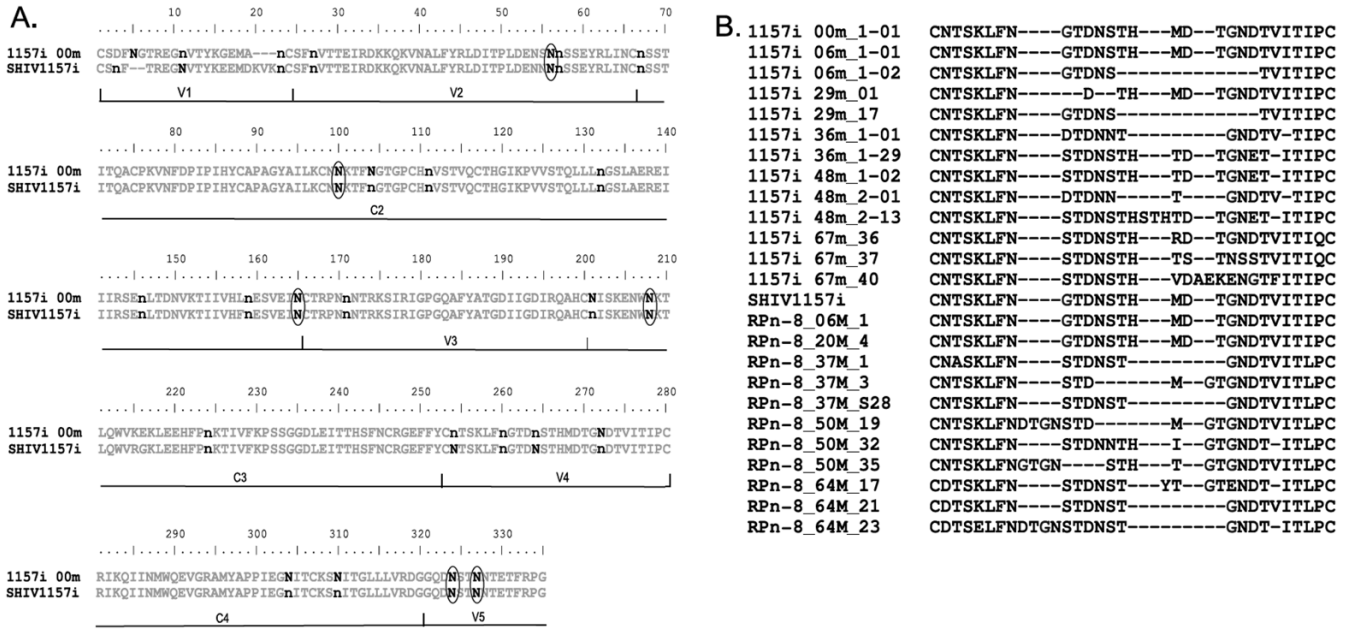 A.
10 20 30 40 50 60 70
1157i 00m CSDFNGTREGnVTYKGEMA---nCSFnVTTEIRDKKQKVNALFYRLDITPLDENSNnSSEYRLINCnSST
SHIV1157i CSnF--TREGNVTYKEEMDKVKnCSFnVTTEIRDKKQKVNALFYRLDITPLDENSNnSSEYRLINCnSST
V1 V2
80 90 100 110 120 130 140
1157i 00m ITQACPKVNFDPIPIHYCAPAGYAILKCNNKTFNGTGPCHnVSTVQCTHGIKPVVSTQLLLnGSLAEREI
SHIV1157i ITQACPKVNFDPIPIHYCAPAGYAILKCNNKTFnGTGPCHnVSTVQCTHGIKPVVSTQLLLnGSLAEREI
C2
150 160 170 180 190 200 210
1157i 00m IIRSEnLTDNVKTIIVHLnESVEINCTRPNnNTRKSIRIGPGQAFYATGDIIGDIRQAHCNISKENWNKT
SHIV1157i IIRSEnLTDNVKTIIVHFnESVEINCTRPNnNTRKSIRIGPGQAFYATGDIIGDIRQAHCnISKENWNKT
V3
220 230 240 250 260 270 280
1157i 00m LQWVKEKLEEHFPnKTIVFKPSSGGDLEITTHSFNCRGEFFYCnTSKLFnGTDnSTHMDTGNDTVITIPC
SHIV1157i LQWVRGKLEEHFPnKTIVFKPSSGGDLEITTHSFNCRGEFFYCNTSKLFnGTDNSTHMDTGnDTVITIPC
C3 V4
290 300 310 320 330
1157i 00m RIKQIINMWQEVGRAMYAPPIEGNITCKSNITGLLLVRDGGQDNSTNNTETFRPG
SHIV1157i RIKQIINMWQEVGRAMYAPPIEGnITCKSnITGLLLVRDGGQDNSTNNTETFRPG
C4 V5
B.
1157i 00m_1-01 CNTSKLFN----GTDNSTH---MD--TGNDTVITIPC
1157i 06m_1-01 CNTSKLFN----GTDNSTH---MD--TGNDTVITIPC
1157i 06m_1-02 CNTSKLFN----GTDNS-------------TVITIPC
1157i 29m_01 CNTSKLFN------D--TH---MD--TGNDTVITIPC
1157i 29m_17 CNTSKLFN----GTDNS-------------TVITIPC
1157i 36m_1-01 CNTSKLFN----DTDNNT---------GNDTV-TIPC
1157i 36m_1-29 CNTSKLFN----STDNSTH---TD--TGNET-ITIPC
1157i 48m_1-02 CNTSKLFN----STDNSTH---TD--TGNET-ITIPC
1157i 48m_2-01 CNTSKLFN----DTDNN-----T----GNDTV-TIPC
1157i 48m_2-13 CNTSKLFN----STDNSTHSTHTD--TGNET-ITIPC
1157i 67m_36 CNTSKLFN----STDNSTH---RD--TGNDTVITIQC
1157i 67m_37 CNTSKLFN----STDNSTH---TS--TNSSTVITIQC
1157i 67m_40 CNTSKLFN----STDNSTH---VDAEKENGTFITIPC
SHIV1157i CNTSKLFN----GTDNSTH---MD--TGNDTVITIPC
RPn-8_06M_1 CNTSKLFN----GTDNSTH---MD--TGNDTVITIPC
RPn-8_20M_4 CNTSKLFN----GTDNSTH---MD--TGNDTVITIPC
RPn-8_37M_1 CNASKLFN----STDNST---------GNDTVITLPC
RPn-8_37M_3 CNTSKLFN----STD-------M--GTGNDTVITLPC
RPn-8_37M_S28 CNTSKLFN----STDNST---------GNDTVITLPC
RPn-8_50M_19 CNTSKLFNDTGNSTD-------M--GTGNDTVITLPC
RPn-8_50M_32 CNTSKLFN----STDNNTH---I--GTGNDT-ITLPC
RPn-8_50M_35 CNTSKLFNGTGN----STH---T--GTGNDTVITLPC
RPn-8_64M_17 CDTSKLFN----STDNST---YT--GTENDT-ITLPC
RPn-8_64M_21 CDTSKLFN----STDNST---------GNDTVITLPC
RPn-8_64M_23 CDTSELFNDTGNSTDNST---------GNDT-ITLPC